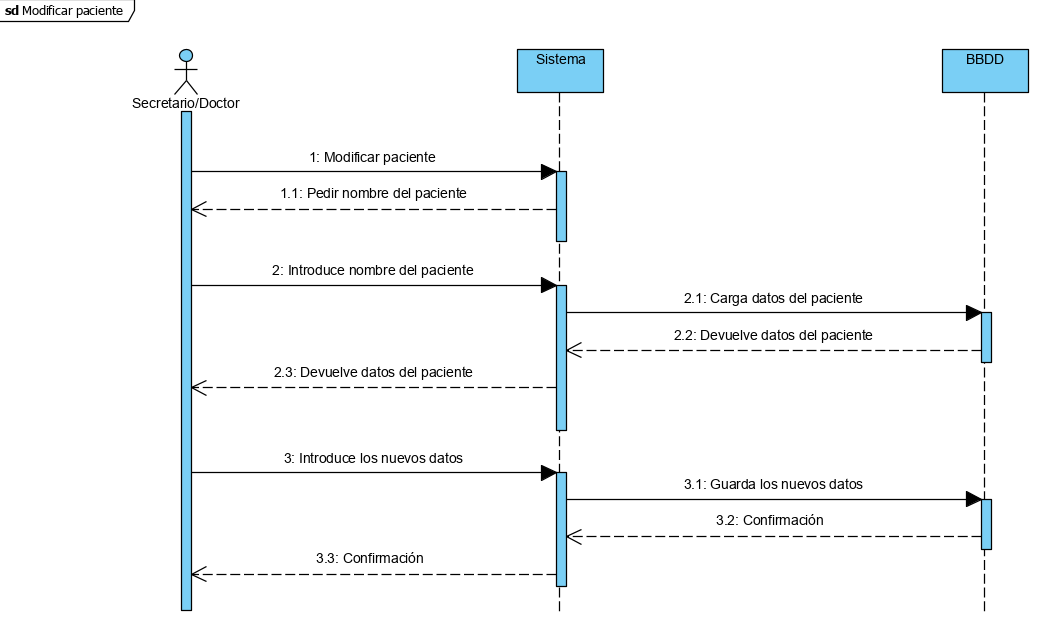 sd Modificar paciente
Sistema
BBDD
Secretario/Doctor
1: Modificar paciente
1.1: Pedir nombre del paciente
2: Introduce nombre del paciente
2.1: Carga datos del paciente
2.2: Devuelve datos del paciente
2.3: Devuelve datos del paciente
3: Introduce los nuevos datos
3.1: Guarda los nuevos datos
3.2: Confirmación
3.3: Confirmación